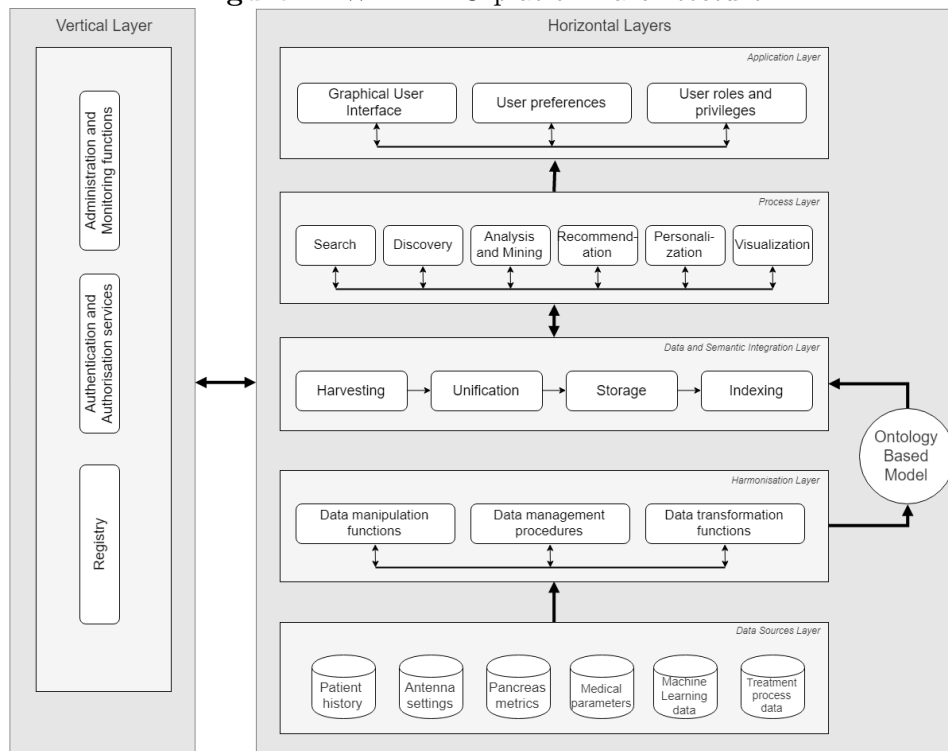 Vertical Layer
Administration and
Monitoring functions
Authentication and
Authorisation services
Registry
Horizontal Layers
Application Layer
Graphical User
Interface
User preferences
User roles and
privileges
Process Layer
Search
Discovery
Analysis
and Mining
Recommend-
ation
Personali-
zation
Visualization
Data and Semantic Integration Layer
Harvesting
Unification
Storage
Indexing
Ontology
Based
Model
Harmonisation Layer
Data manipulation
functions
Data management
procedures
Data transformation
functions
Data Sources Layer
Patient
history
Antenna
settings
Pancreas
metrics
Medical
parameters
Machine
Learning
data
Treatment
process
data